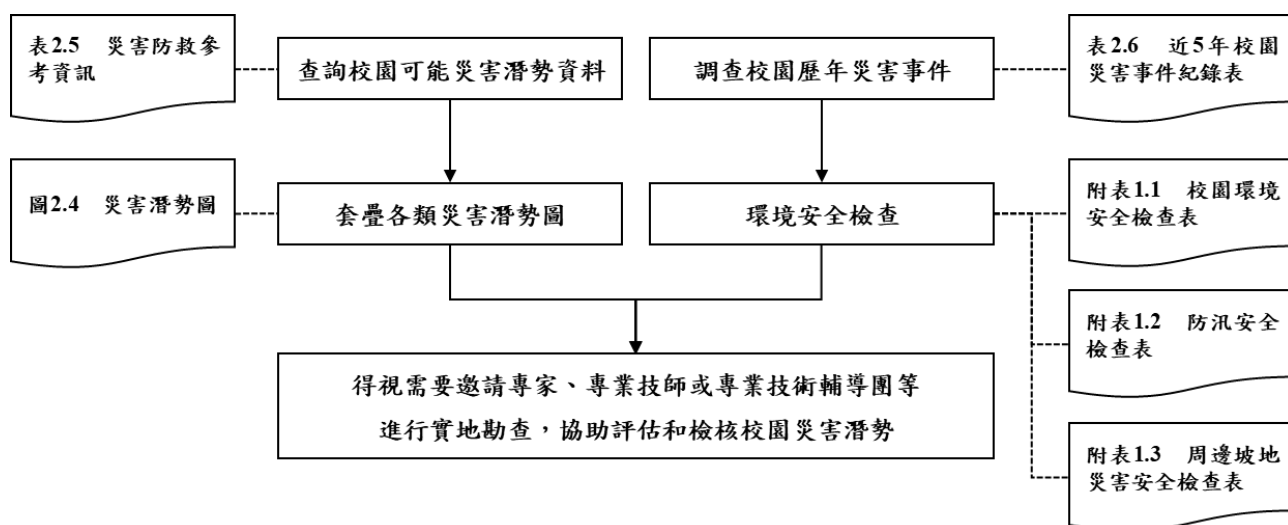 表2.5 災害防救參
考資訊
查詢校園可能災害潛勢資料
調查校園歷年災害事件
表2.6 近5年校園
災害事件紀錄表
圖2.4 災害潛勢圖
套疊各類災害潛勢圖
環境安全檢查
附表1.1 校園環境
安全檢查表
附表1.2 防汛安全
檢查表
得視需要邀請專家、專業技師或專業技術輔導團等
進行實地勘查，協助評估和檢核校園災害潛勢
附表1.3 周邊坡地
災害安全檢查表